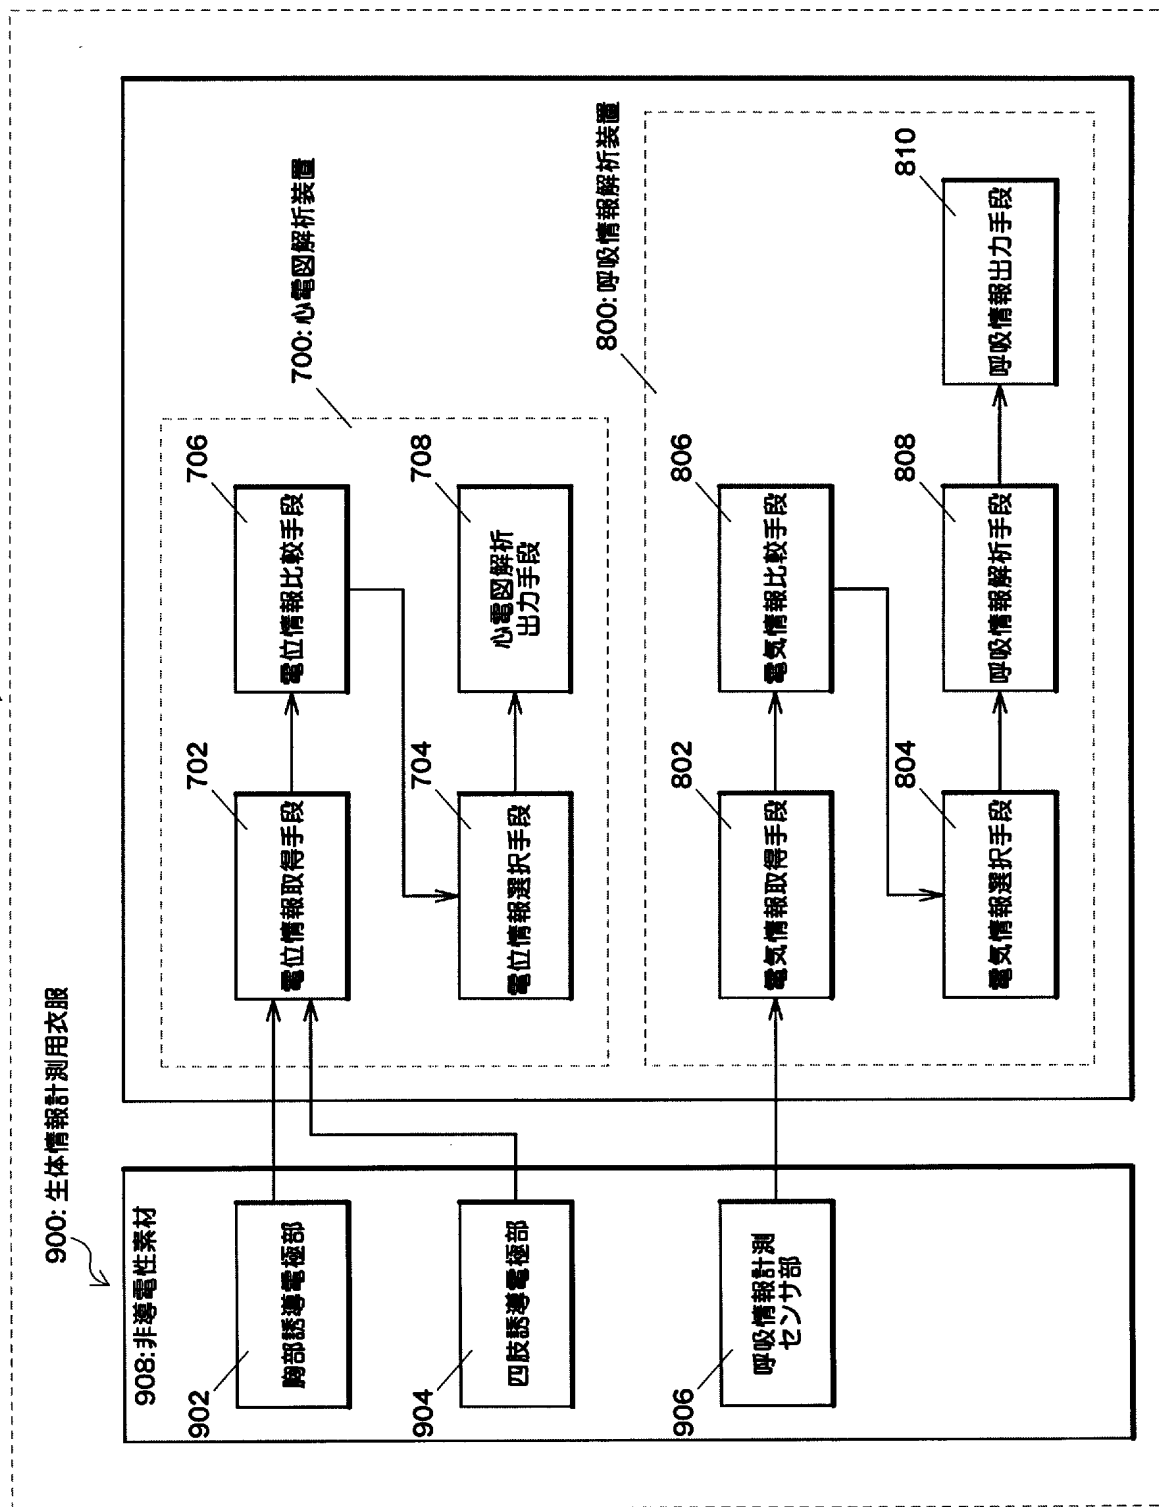 900: 生体情報計測用衣服
908:非導電性素材
902
胸部誘導電極部
904
四肢誘導電極部
906
呼吸情報計測
センサ部
700: 心電図解析装置
702
電位情報取得手段
706
電位情報比較手段
704
電位情報選択手段
708
心電図解析
出力手段
800: 呼吸情報解析装置
802
電気情報取得手段
806
電気情報比較手段
804
電気情報選択手段
808
呼吸情報解析手段
810
呼吸情報出力手段